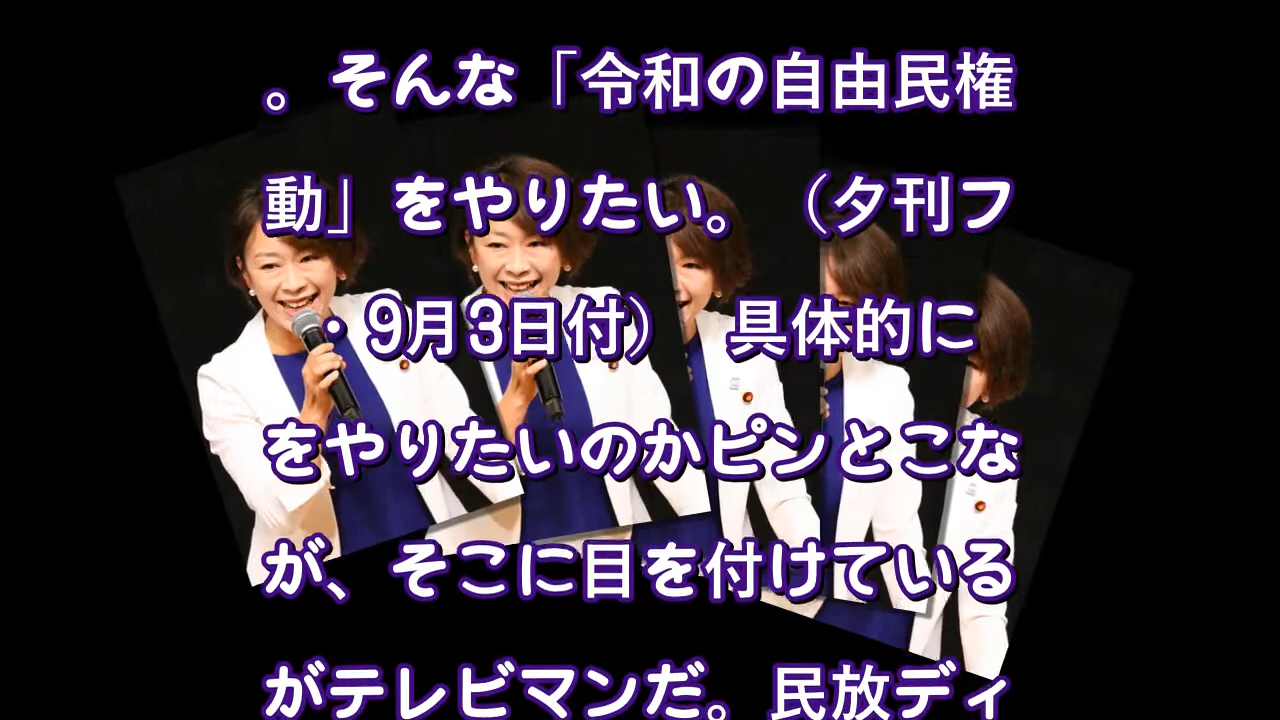 。そんな「令和の自由民権
動」をやりたい。（夕刊フ
・9月3日付）　具体的に
をやりたいのかピンとこな
が、そこに目を付けている
がテレビマンだ。民放ディ